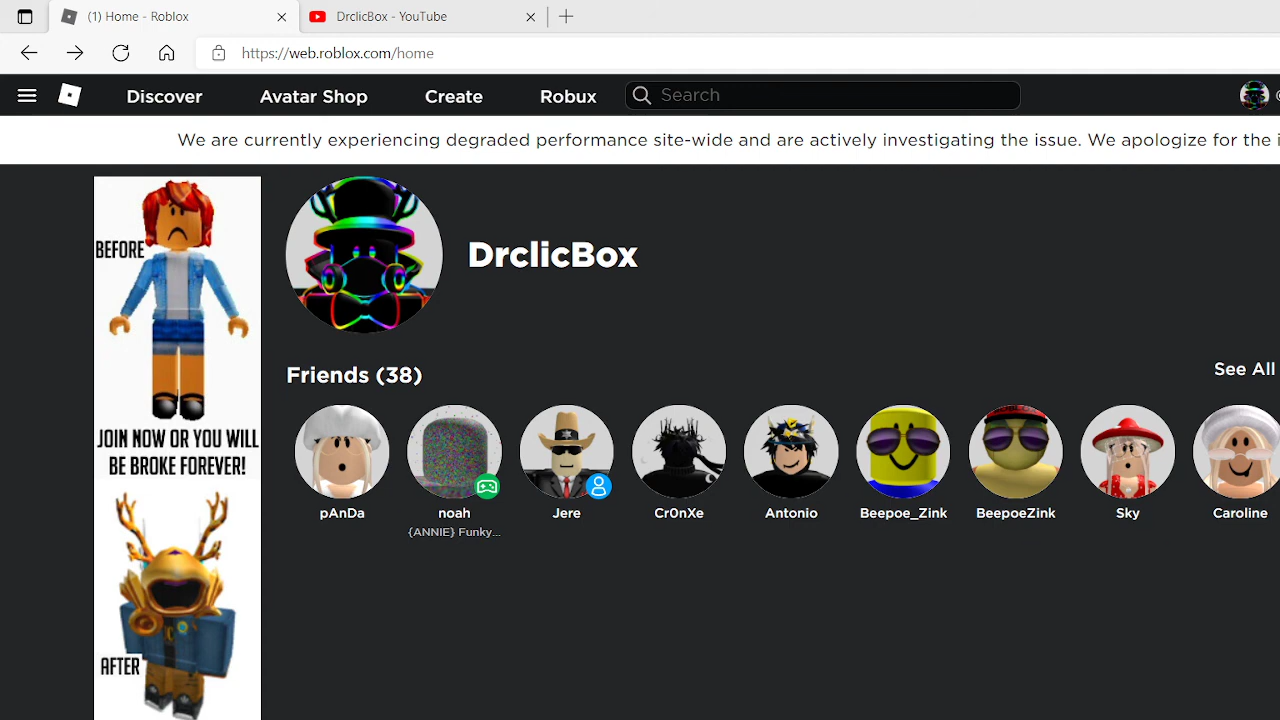 (1) Home - Roblox
DrclicBox - YouTube
https://web.roblox.com/home
Discover
Avatar Shop
Create
Robux
Search
We are currently experiencing degraded performance site-wide and are actively investigating the issue. We apologize for the
BEFORE
JOIN NOW OR YOU WILL
BE BROKE FOREVER!
AFTER
DrclicBox
Friends (38)
See All
pAnDa
noah
{ANNIE} Funky...
Jere
Cr0nXe
Antonio
Beepoe_Zink
BeepoeZink
Sky
Caroline